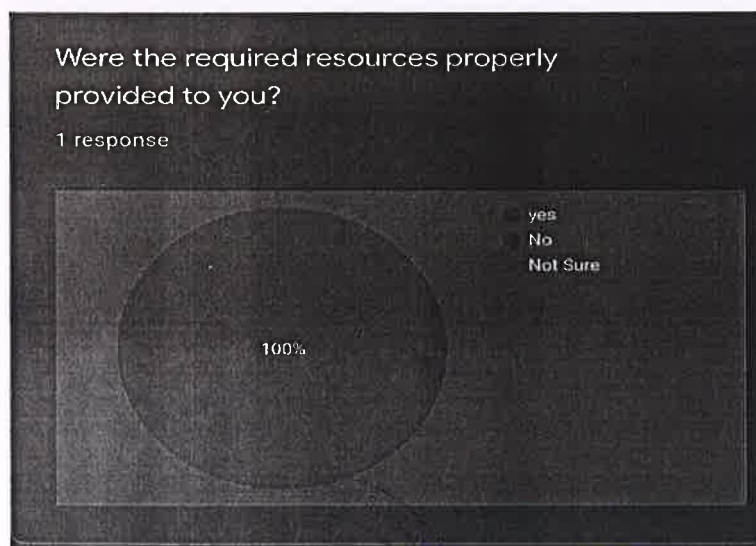 Were the required resources properly
provided to you?
1 response
yes
No
Not Sure
100%